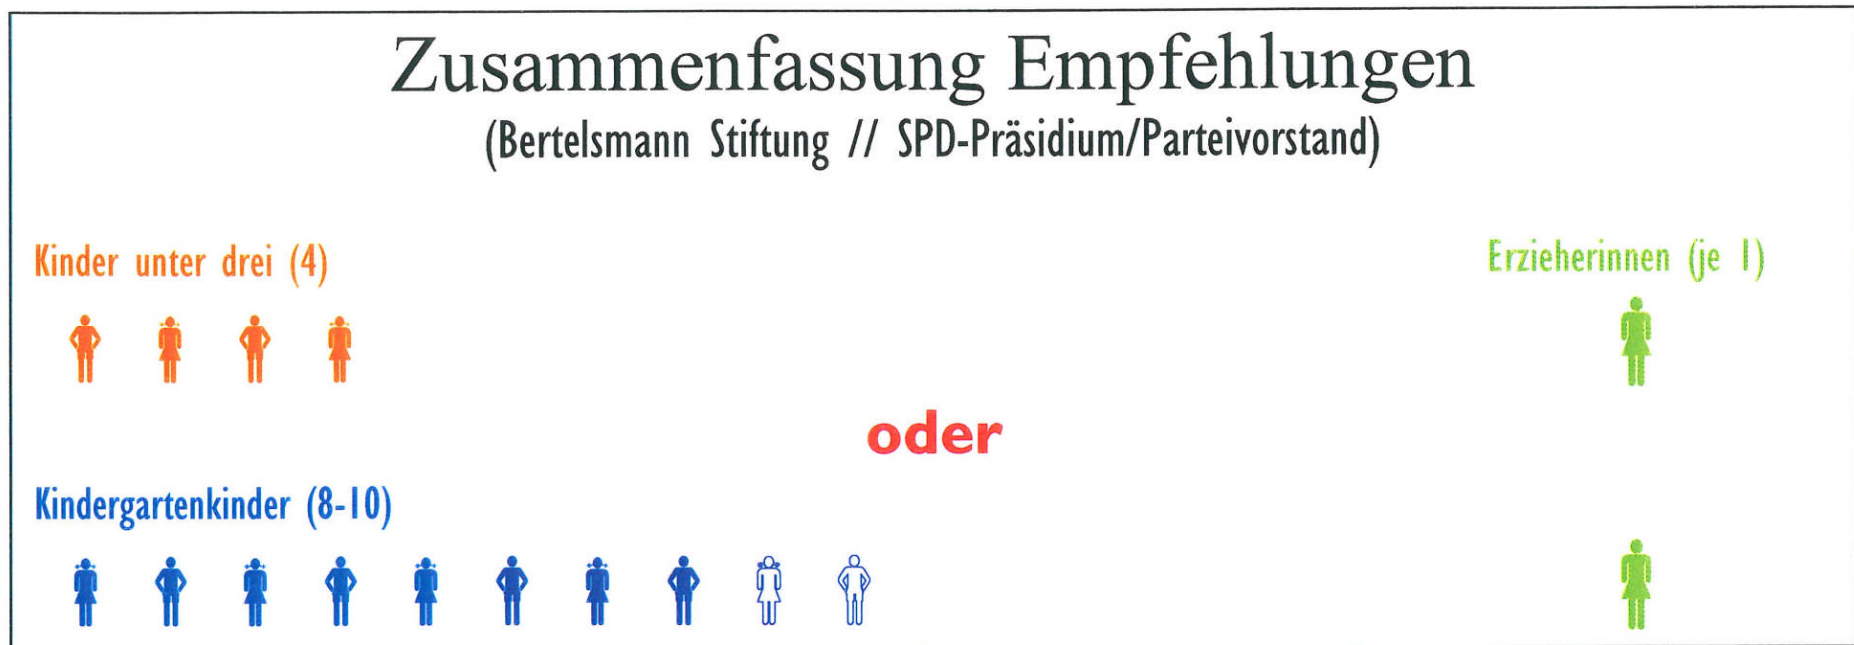 Zusammenfassung Empfehlungen
(Bertelsmann Stiftung // SPD-Präsidium/Parteivorstand)
Kinder unter drei (4)
Erzieherinnen (je 1)
oder
Kindergartenkinder (8-10)